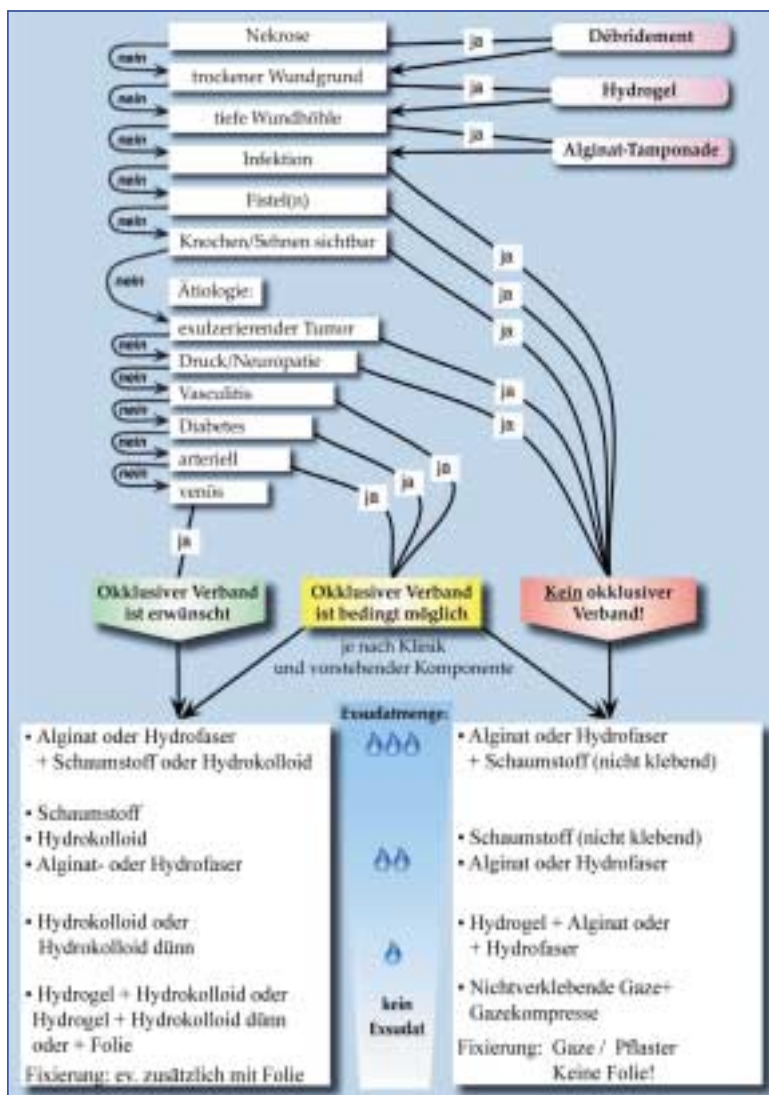 Nekrose
ja
Débridement
nein
trockener Wundgrund
ja
Hydrogel
nein
tiefe Wundhöhle
ja
Alginat-Tamponade
nein
Infektion
nein
Fistel(n)
nein
Knochen/Sehnen sichtbar
ja
ja
ja
nein
Ätiologie:
exulzerierender Tumor
nein
Druck/Neuropatie
ja
nein
Vasculitis
ja
nein
Diabetes
nein
arteriell
ja
ja
ja
nein
venös
ja
Okklusiver Verband
ist erwünscht
Okklusiver Verband
ist bedingt möglich
Kein okklusiver
Verband!
je nach Klinik
und vorstehender Komponente
Exsudatmenge:
• Alginat oder Hydrofaser
+ Schaumstoff oder Hydrokolloid
• Schaumstoff
• Hydrokolloid
• Alginat- oder Hydrofaser
• Hydrokolloid oder
Hydrokolloid dünn
• Hydrogel + Hydrokolloid oder
Hydrogel + Hydrokolloid dünn
oder + Folie
Fixierung: ev. zusätzlich mit Folie
kein
Exsudat
• Alginat oder Hydrofaser
+ Schaumstoff (nicht klebend)
• Schaumstoff (nicht klebend)
• Alginat oder Hydrofaser
• Hydrogel + Alginat oder
+ Hydrofaser
• Nichtverklebende Gaze+
Gazekompresse
Fixierung: Gaze / Pflaster
Keine Folie!